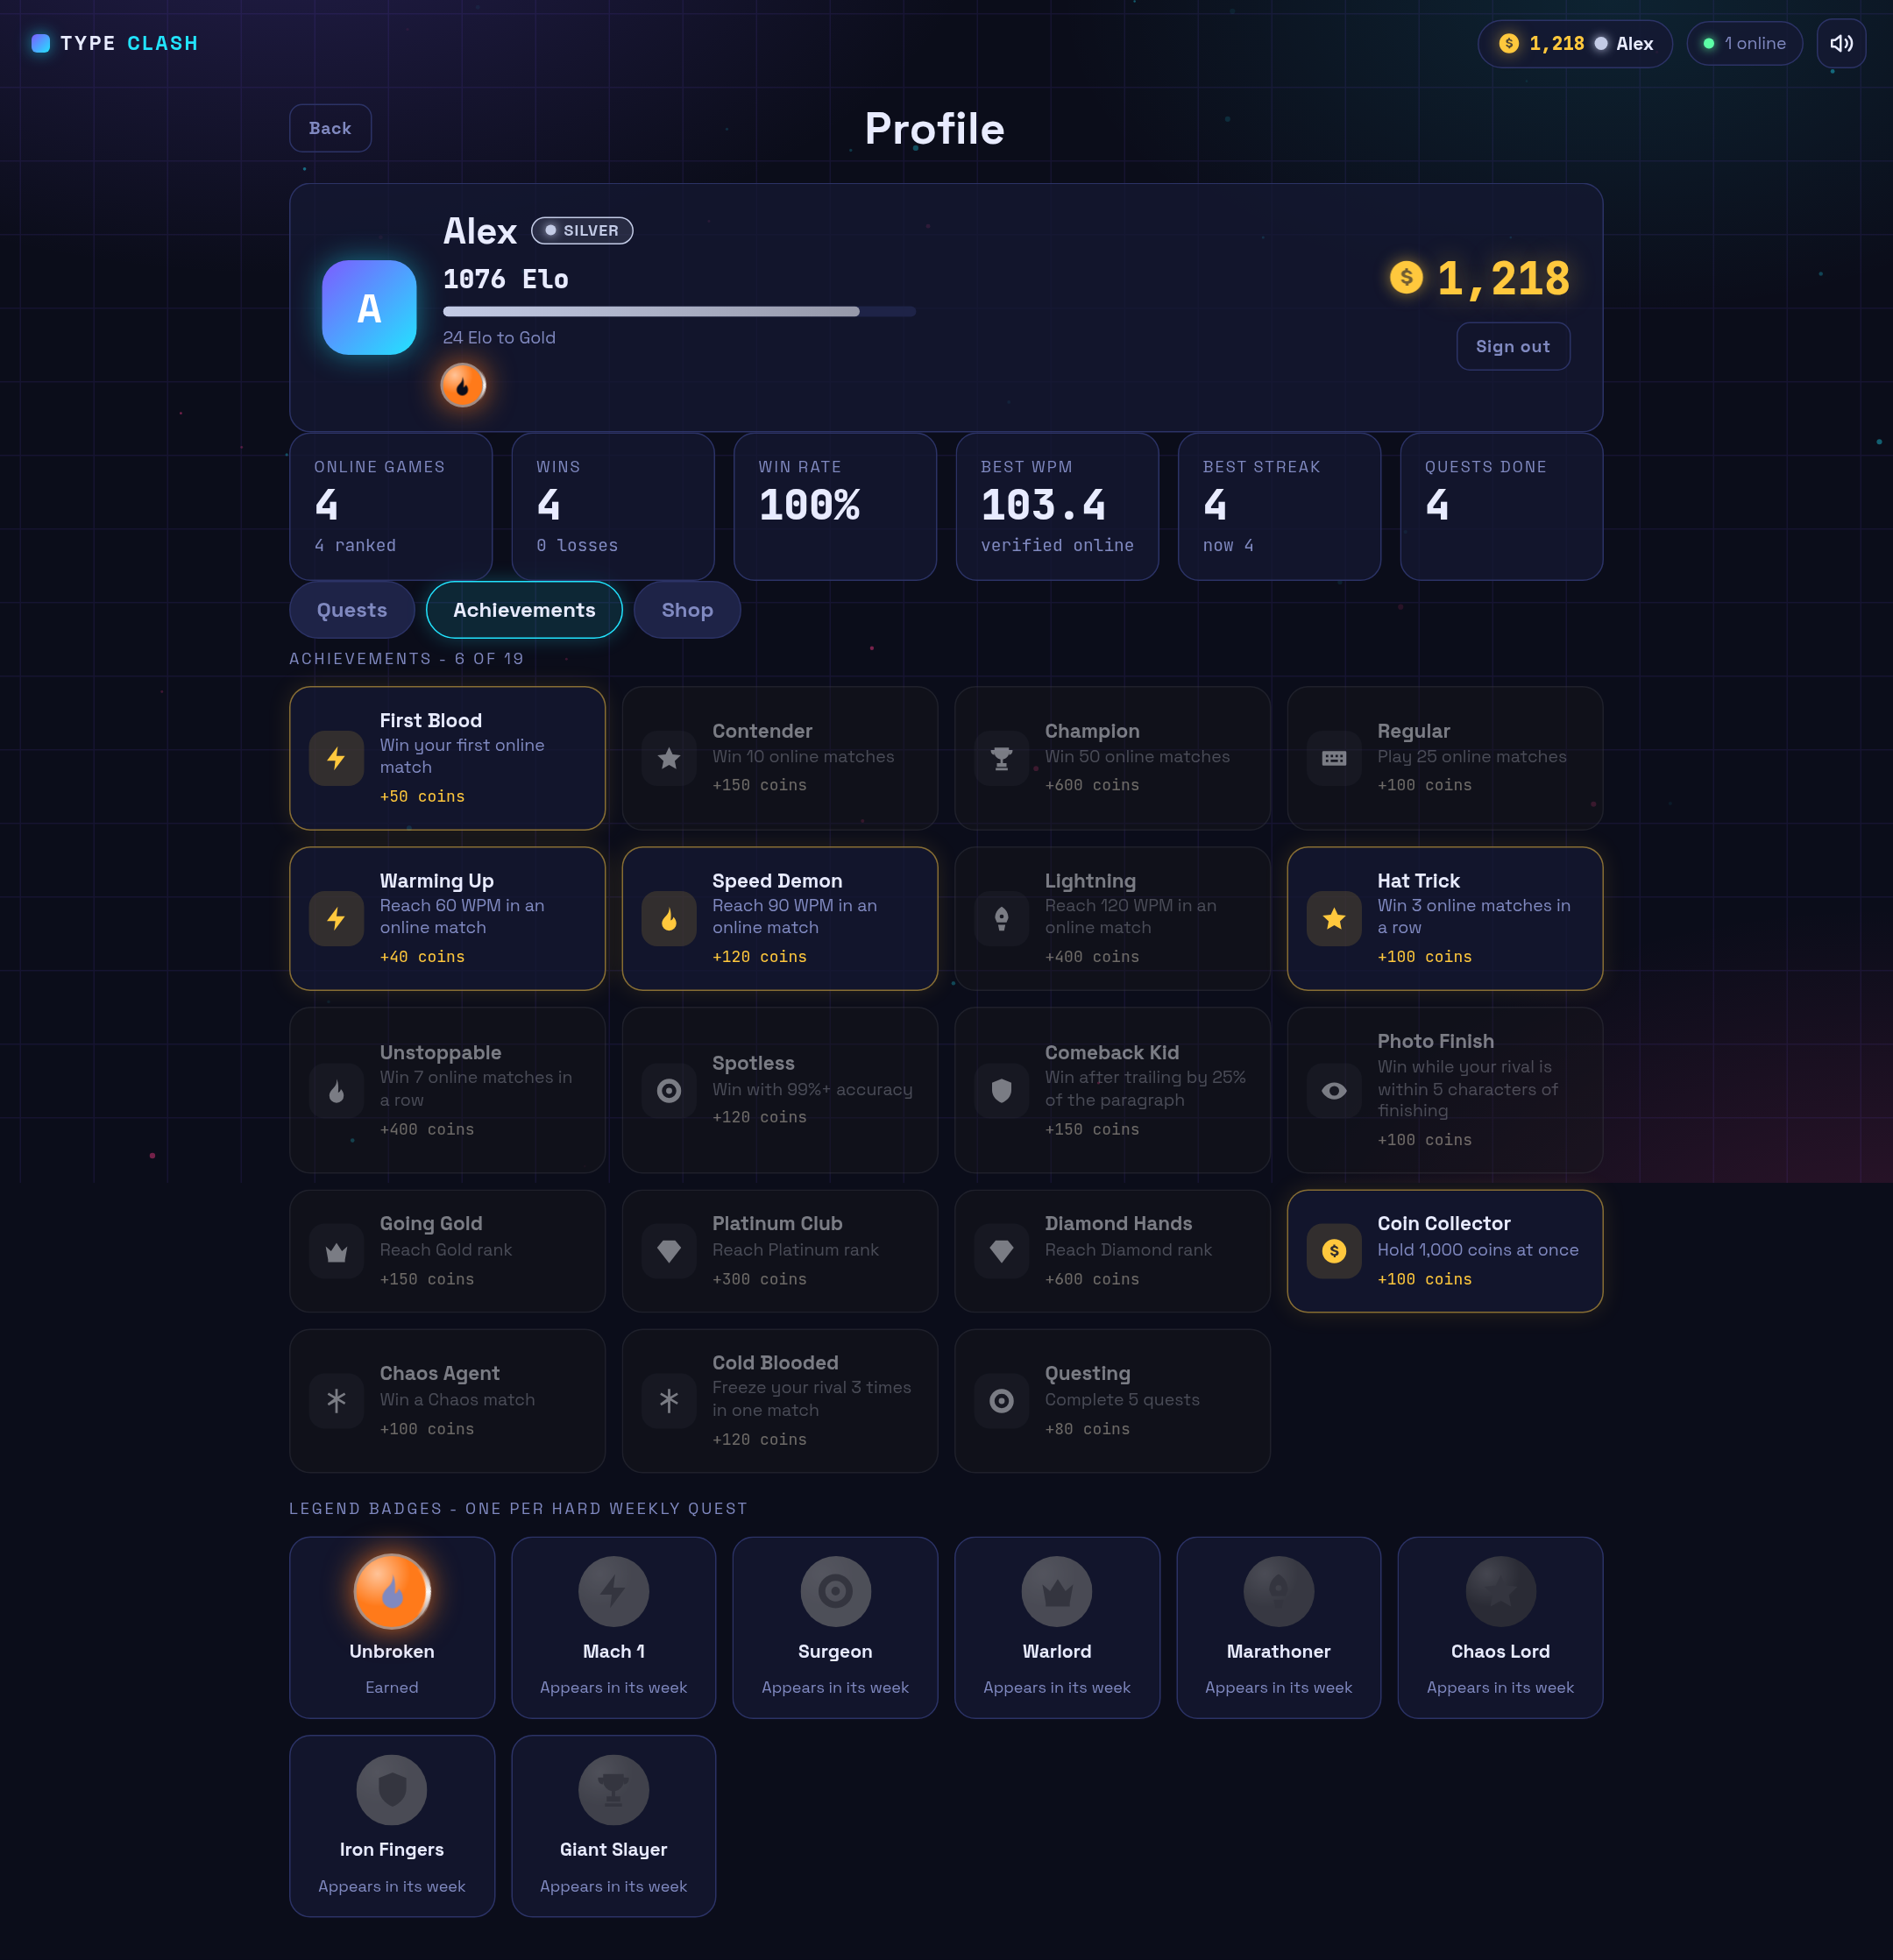 TYPE CLASH
1,218 Alex
1 online
Back
Profile
A
Alex
SILVER
1076 Elo
24 Elo to Gold
$ 1,218
Sign out
ONLINE GAMES
4
4 ranked
WINS
4
0 losses
WIN RATE
100%
BEST WPM
103.4
verified online
BEST STREAK
4
now 4
QUESTS DONE
4
Quests
Achievements
Shop
ACHIEVEMENTS - 6 OF 19
First Blood
Win your first online
match
+50 coins
Contender
Win 10 online matches
+150 coins
Champion
Win 50 online matches
+600 coins
Regular
Play 25 online matches
+100 coins
Warming Up
Reach 60 WPM in an
online match
+40 coins
Speed Demon
Reach 90 WPM in an
online match
+120 coins
Lightning
Reach 120 WPM in an
online match
+400 coins
Hat Trick
Win 3 online matches in
a row
+100 coins
Unstoppable
Win 7 online matches in
a row
+400 coins
Spotless
Win with 99%+ accuracy
+120 coins
Comeback Kid
Win after trailing by 25%
of the paragraph
+150 coins
Photo Finish
Win while your rival is
within 5 characters of
finishing
+100 coins
Going Gold
Reach Gold rank
+150 coins
Platinum Club
Reach Platinum rank
+300 coins
Diamond Hands
Reach Diamond rank
+600 coins
$
Coin Collector
Hold 1,000 coins at once
+100 coins
Chaos Agent
Win a Chaos match
+100 coins
Cold Blooded
Freeze your rival 3 times
in one match
+120 coins
Questing
Complete 5 quests
+80 coins
LEGEND BADGES - ONE PER HARD WEEKLY QUEST
Unbroken
Earned
Mach 1
Appears in its week
Surgeon
Appears in its week
Warlord
Appears in its week
Marathoner
Appears in its week
Chaos Lord
Appears in its week
Iron Fingers
Appears in its week
Giant Slayer
Appears in its week